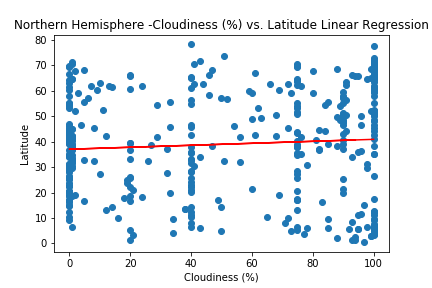 Northern Hemisphere -Cloudiness (%) vs. Latitude Linear Regression
80
70
60
50
40
30
20
10
0
Latitude
0 20 40 60 80 100
Cloudiness (%)